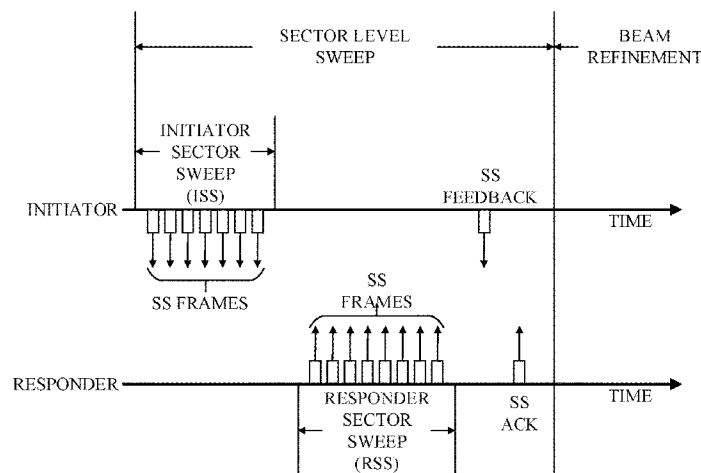 SECTOR LEVEL
SWEEP
BEAM
REFINEMENT
INITIATOR
SECTOR
SWEEP
(ISS)
SS
FEEDBACK
INITIATOR
TIME
SS FRAMES
SS
FRAMES
RESPONDER
TIME
RESPONDER
SECTOR
SWEEP
(RSS)
SS
ACK